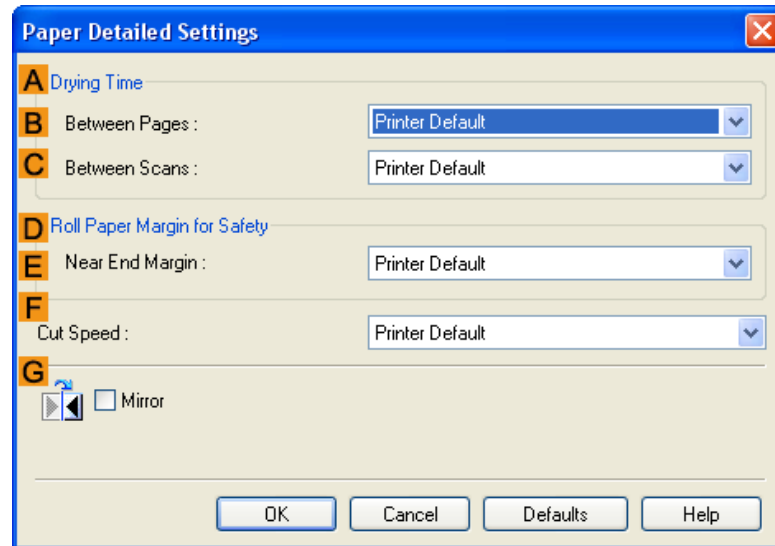 Paper Detailed Settings
A Drying Time
B Between Pages : Printer Default
C Between Scans : Printer Default
D Roll Paper Margin for Safety
E Near End Margin : Printer Default
F
Cut Speed : Printer Default
G
Mirror
OK Cancel Defaults Help